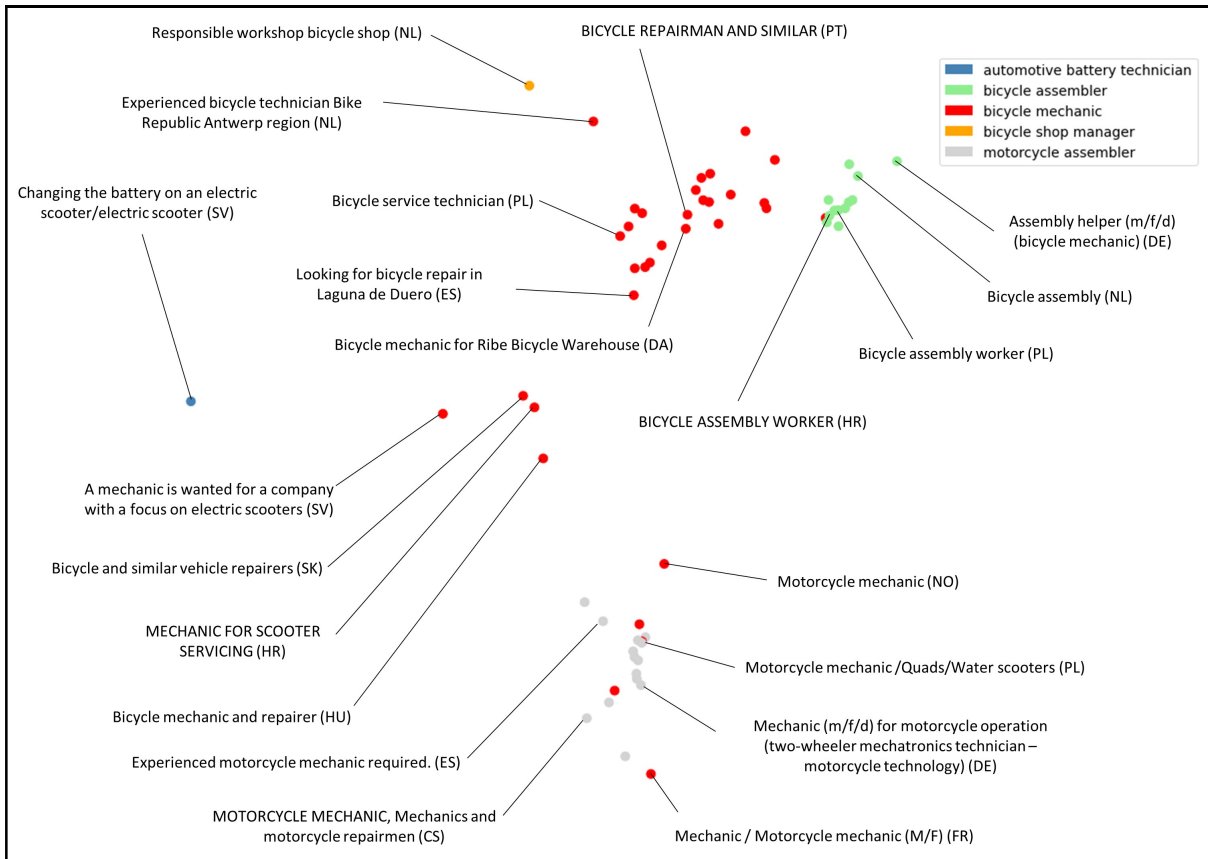 Responsible workshop bicycle shop (NL)
BICYCLE REPAIRMAN AND SIMILAR (PT)
automotive battery technician
bicycle assembler
bicycle mechanic
bicycle shop manager
motorcycle assembler
Experienced bicycle technician Bike
Republic Antwerp region (NL)
Changing the battery on an electric
scooter/electric scooter (SV)
Bicycle service technician (PL)
Assembly helper (m/f/d)
(bicycle mechanic) (DE)
Looking for bicycle repair in
Laguna de Duero (ES)
Bicycle assembly (NL)
Bicycle mechanic for Ribe Bicycle Warehouse (DA)
Bicycle assembly worker (PL)
BICYCLE ASSEMBLY WORKER (HR)
A mechanic is wanted for a company
with a focus on electric scooters (SV)
Bicycle and similar vehicle repairers (SK)
Motorcycle mechanic (NO)
MECHANIC FOR SCOOTER
SERVICING (HR)
Motorcycle mechanic /Quads/Water scooters (PL)
Bicycle mechanic and repairer (HU)
Mechanic (m/f/d) for motorcycle operation
(two-wheeler mechatronics technician –
motorcycle technology) (DE)
Experienced motorcycle mechanic required. (ES)
MOTORCYCLE MECHANIC, Mechanics and
motorcycle repairmen (CS)
Mechanic / Motorcycle mechanic (M/F) (FR)